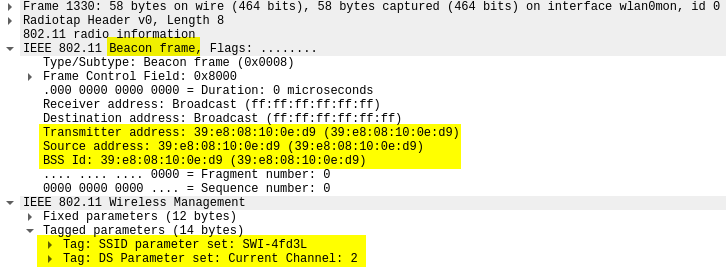 Frame 1330: 58 bytes on wire (464 bits), 58 bytes captured (464 bits) on interface wlan0mon, id 0
Radiotap Header v0, Length 8
802.11 radio information
IEEE 802.11 Beacon frame, Flags: ........
Type/Subtype: Beacon frame (0x0008)
Frame Control Field: 0x8000
.000 0000 0000 0000 = Duration: 0 microseconds
Receiver address: Broadcast (ff:ff:ff:ff:ff:ff)
Destination address: Broadcast (ff:ff:ff:ff:ff:ff)
Transmitter address: 39:e8:08:10:0e:d9 (39:e8:08:10:0e:d9)
Source address: 39:e8:08:10:0e:d9 (39:e8:08:10:0e:d9)
BSS Id: 39:e8:08:10:0e:d9 (39:e8:08:10:0e:d9)
.... .... .... 0000 = Fragment number: 0
0000 0000 0000 .... = Sequence number: 0
IEEE 802.11 Wireless Management
Fixed parameters (12 bytes)
Tagged parameters (14 bytes)
Tag: SSID parameter set: SWI-4fd3L
Tag: DS Parameter set: Current Channel: 2